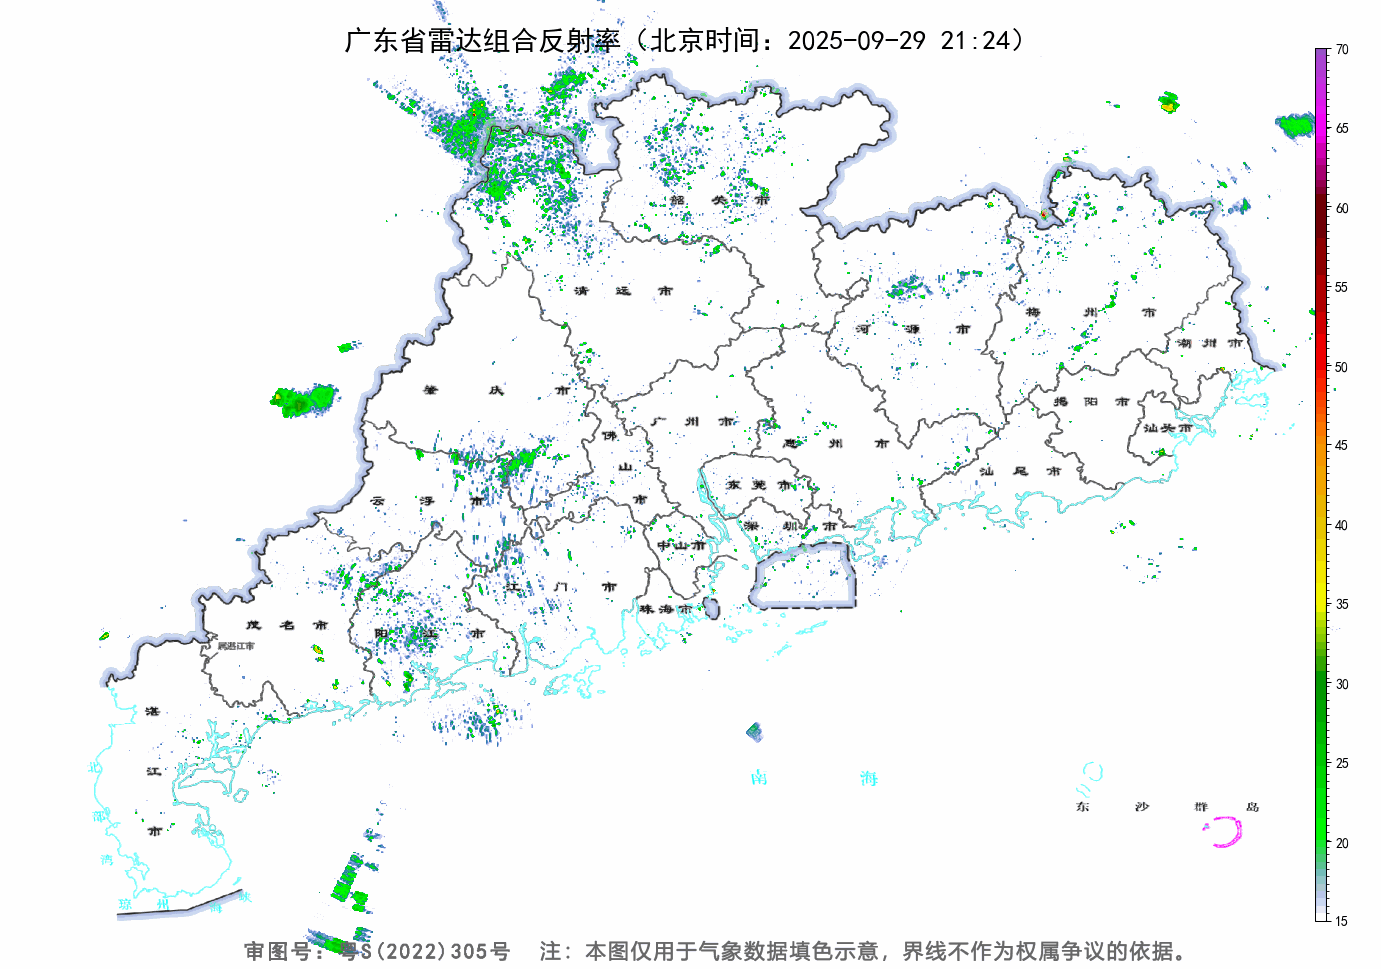 广东省雷达组合反射率（北京时间：2025-09-29 21:24）
70
65
60
55
50
45
40
35
30
25
20
15
韶 关 市
清 远 市
河 源 市
梅 州 市
潮 州 市
肇 庆 市
广 州 市
惠 州 市
揭 阳 市
汕头市
佛 山 市
云 浮 市
东 莞 市
汕 尾 市
深 圳 市
中山市
江 门 市
珠海市
茂 名 市
阳 江 市
属湛江市
湛 江 市
北 部 湾
琼 州 海 峡
南 海
东 沙 群 岛
审图号：粤S(2022)305号 注：本图仅用于气象数据填色示意，界线不作为权属争议的依据。